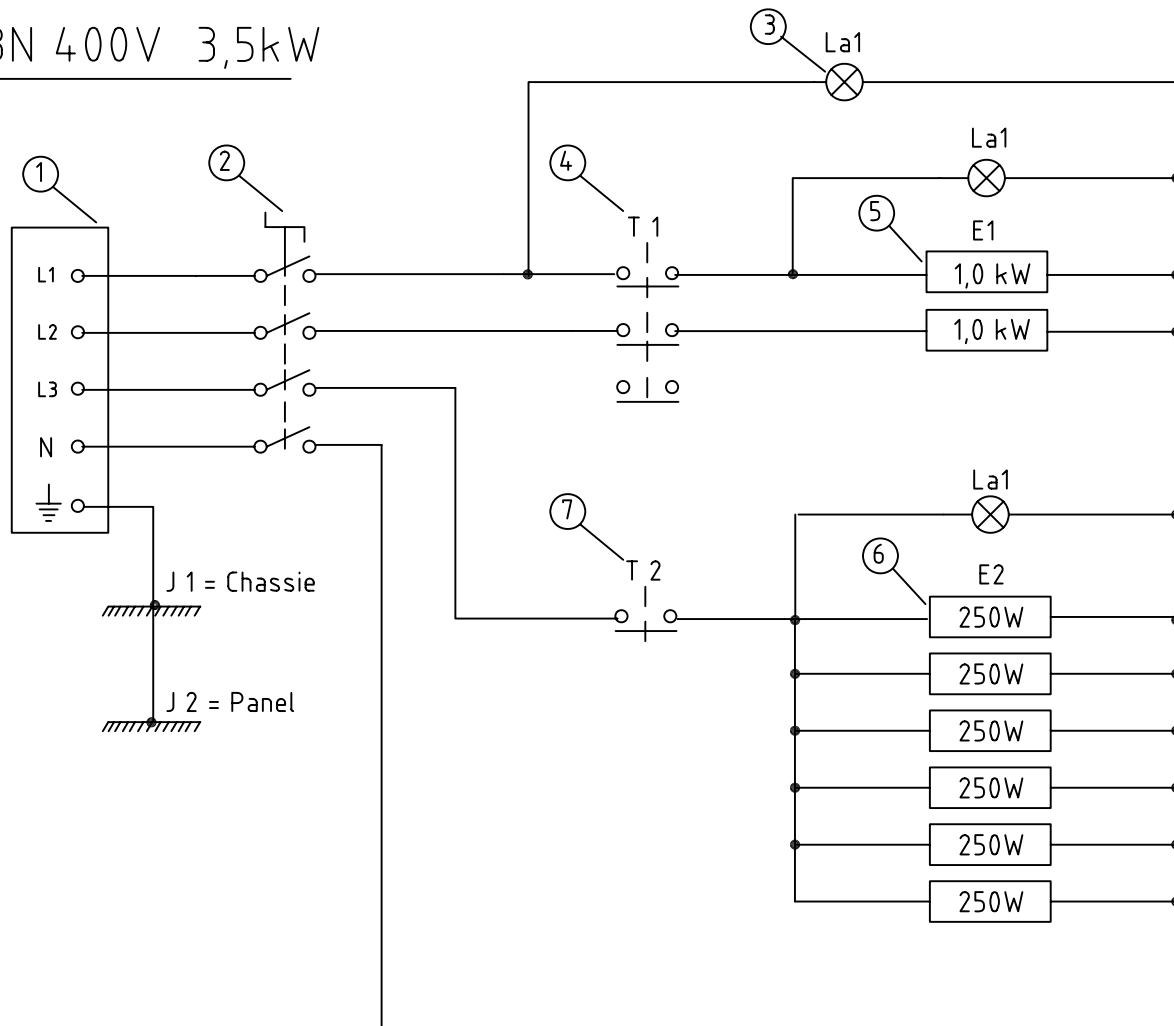 3N 400V 3,5kW
3
La1
La1
1
2
4
T 1
5
E1
L1
1,0 kW
L2
1,0 kW
L3
N
La1
7
T 2
6
E2
J 1 = Chassie
250W
250W
J 2 = Panel
250W
250W
250W
250W